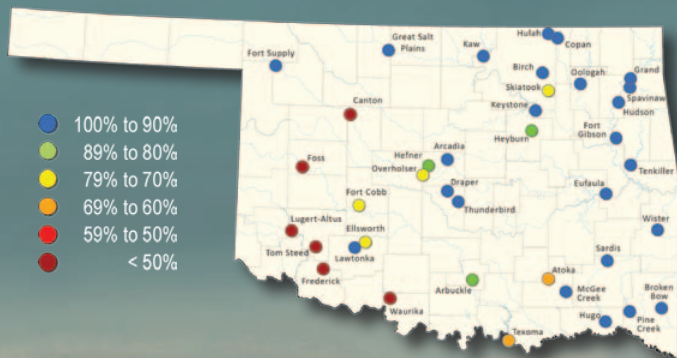 Hulah
Copan
Great Salt
Plains
Kaw
Fort Supply
Birch
Oologah
Grand
Skiatook
Spavinaw
Hudson
Keystone
Canton
100% to 90%
89% to 80%
79% to 70%
69% to 60%
59% to 50%
< 50%
Heyburn
Fort
Gibson
Foss
Hefner
Arcadia
Overholser
Tenkiller
Draper
Eufaula
Fort Cobb
Thunderbird
Lugert-Altus
Ellsworth
Wister
Tom Steed
Lawtonka
Sardis
Frederick
Atoka
Arbuckle
McGee
Creek
Broken
Bow
Waurika
Hugo
Pine
Creek
Texoma